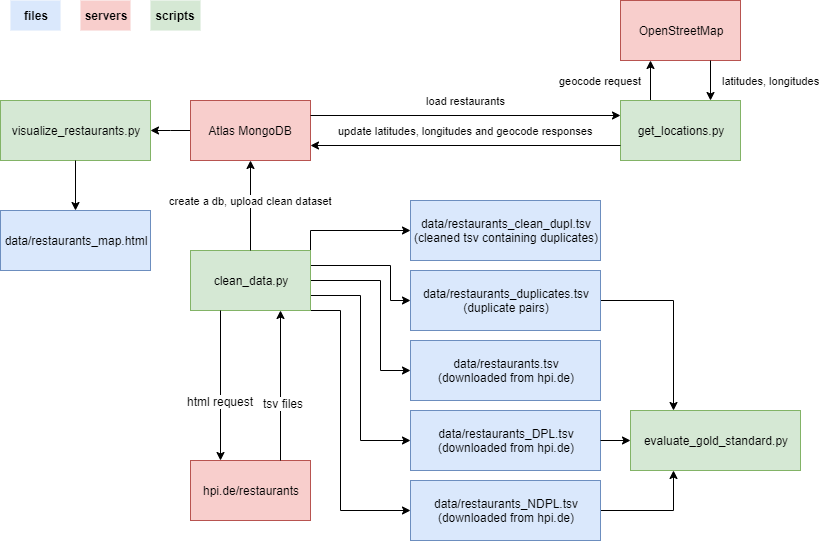 files
servers
scripts
OpenStreetMap
geocode request
latitudes, longitudes
visualize_restaurants.py
Atlas MongoDB
load restaurants
update latitudes, longitudes and geocode responses
get_locations.py
create a db, upload clean dataset
data/restaurants_map.html
data/restaurants_clean_dupl.tsv
(cleaned tsv containing duplicates)
clean_data.py
data/restaurants_duplicates.tsv
(duplicate pairs)
data/restaurants.tsv
(downloaded from hpi.de)
html request
tsv files
data/restaurants_DPL.tsv
(downloaded from hpi.de)
evaluate_gold_standard.py
hpi.de/restaurants
data/restaurants_NDPL.tsv
(downloaded from hpi.de)